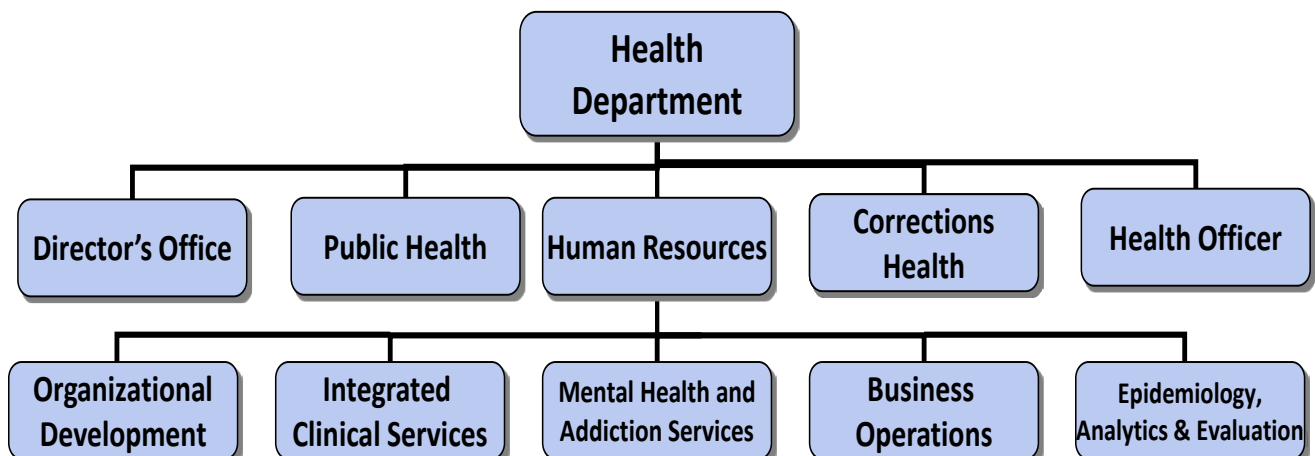 Health
Department
Director's Office
Public Health
Human Resources
Corrections
Health
Health Officer
Organizational
Development
Integrated
Clinical Services
Mental Health and
Addiction Services
Business
Operations
Epidemiology,
Analytics & Evaluation